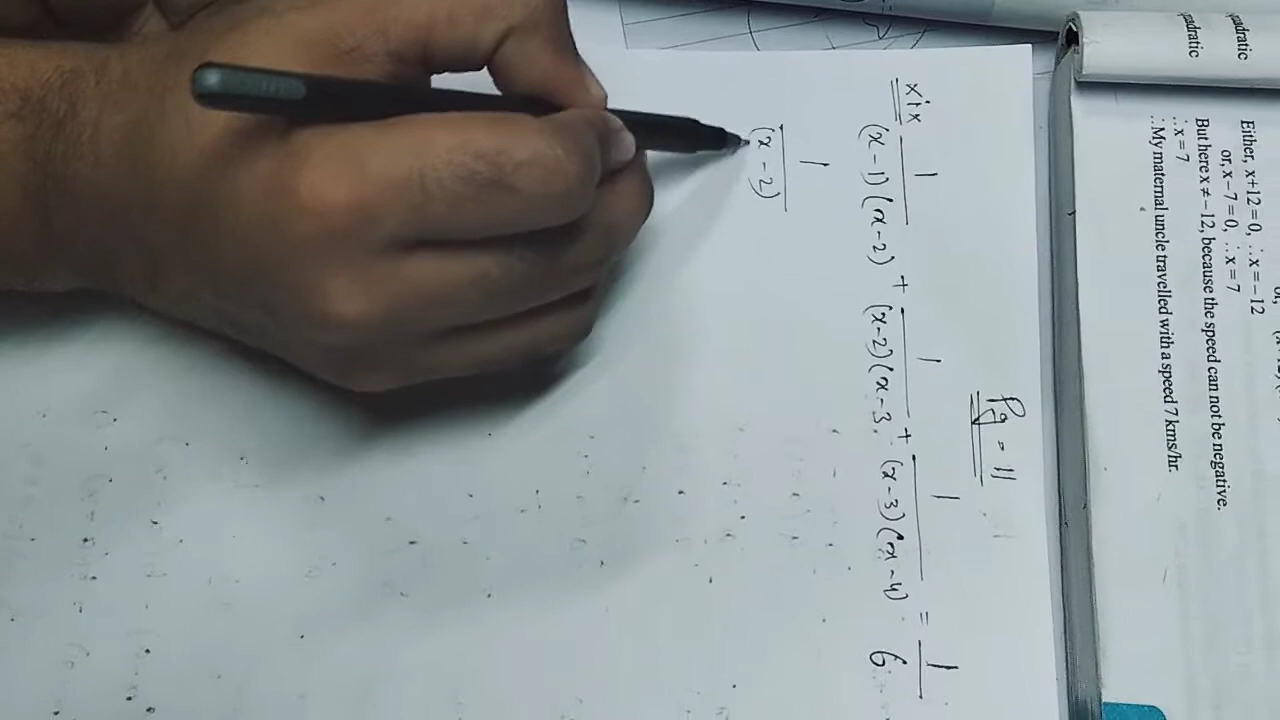 quadratic
quadratic
Either, x+12=0, ∴x=−12
or, x−7=0, ∴x=7
But here x ≠ −12, because the speed can not be negative.
∴x=7
∴My maternal uncle travelled with a speed 7 kms/hr.
Pg - 11
xix 1/(x-1)(x-2) + 1/(x-2)(x-3 + 1/(x-3)(x-4) = 1/6
1/(x-2)